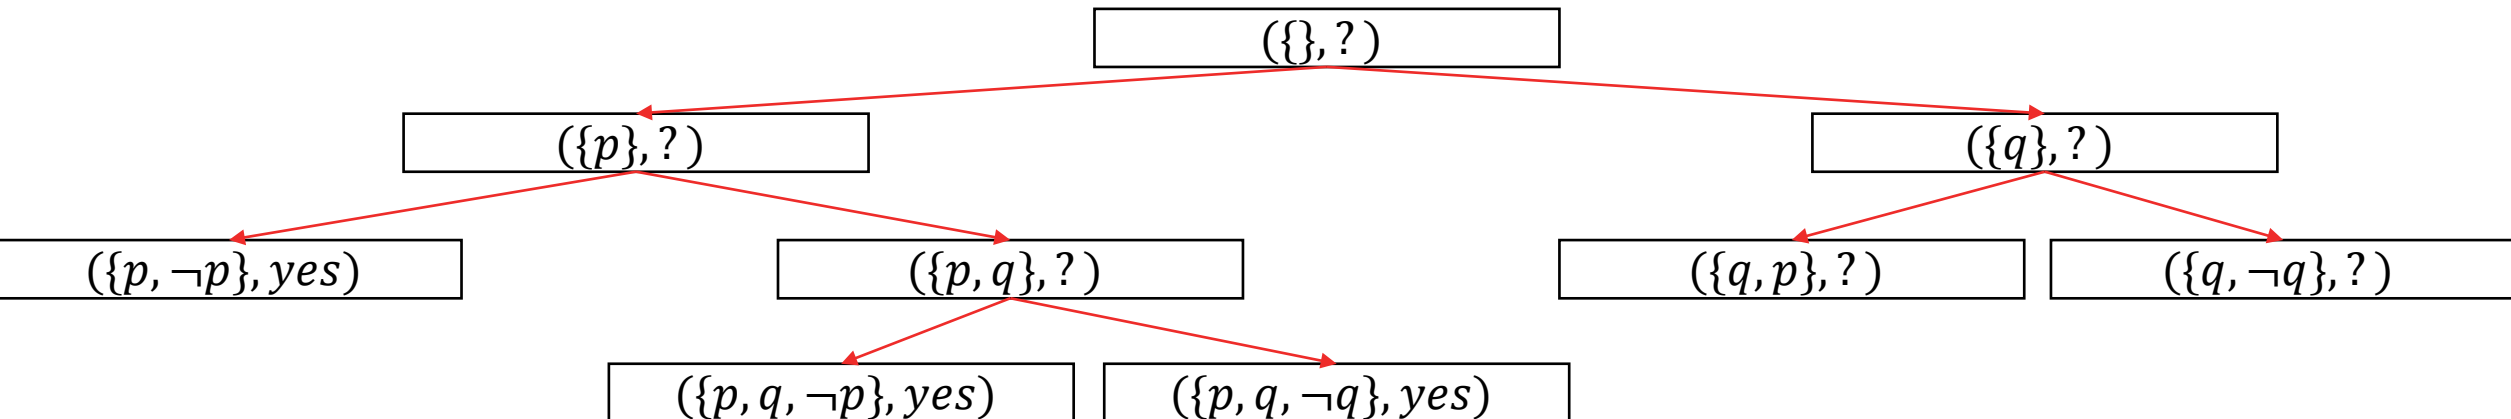 ({}, ? )
({p}, ? )
({q}, ? )
({p, ¬p}, yes)
({p, q}, ? )
({q, p}, ? )
({q, ¬q}, ? )
({p, q, ¬p}, yes)
({p, q, ¬q}, yes)